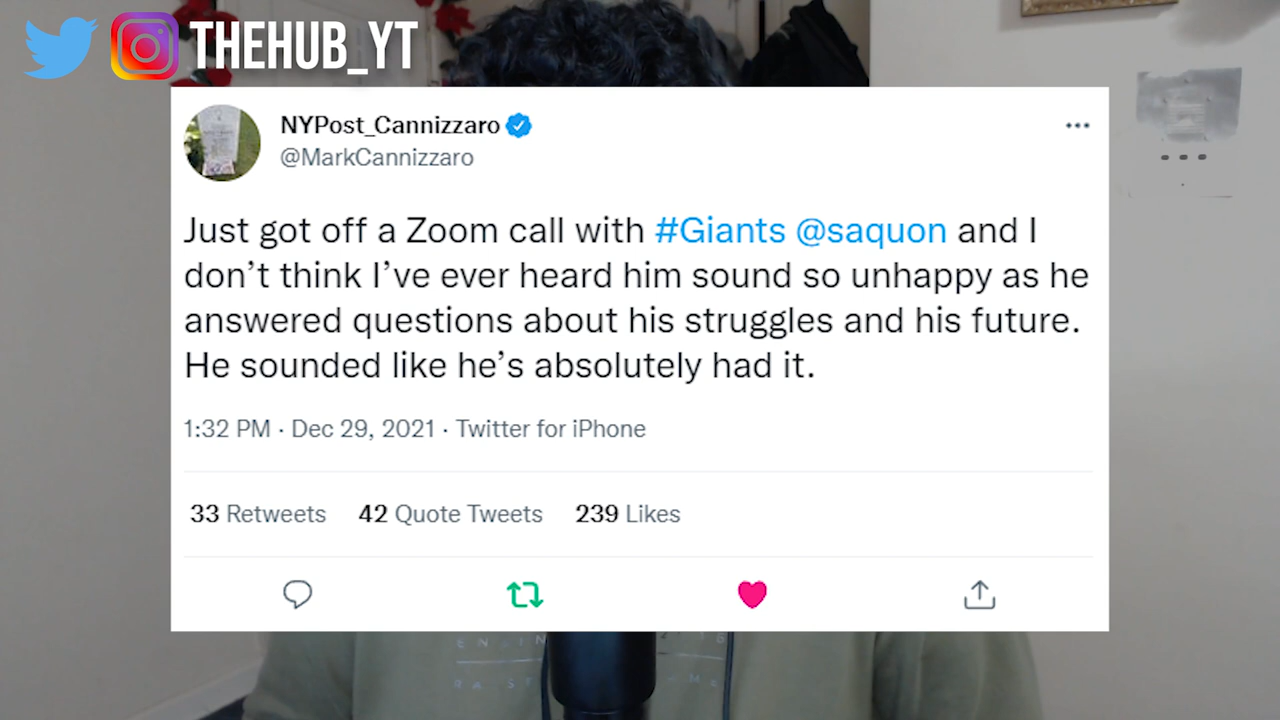 THEHUB_YT
NYPost_Cannizzaro
@MarkCannizzaro
Just got off a Zoom call with #Giants @saquon and I
don’t think I’ve ever heard him sound so unhappy as he
answered questions about his struggles and his future.
He sounded like he’s absolutely had it.
1:32 PM · Dec 29, 2021 · Twitter for iPhone
33 Retweets 42 Quote Tweets 239 Likes